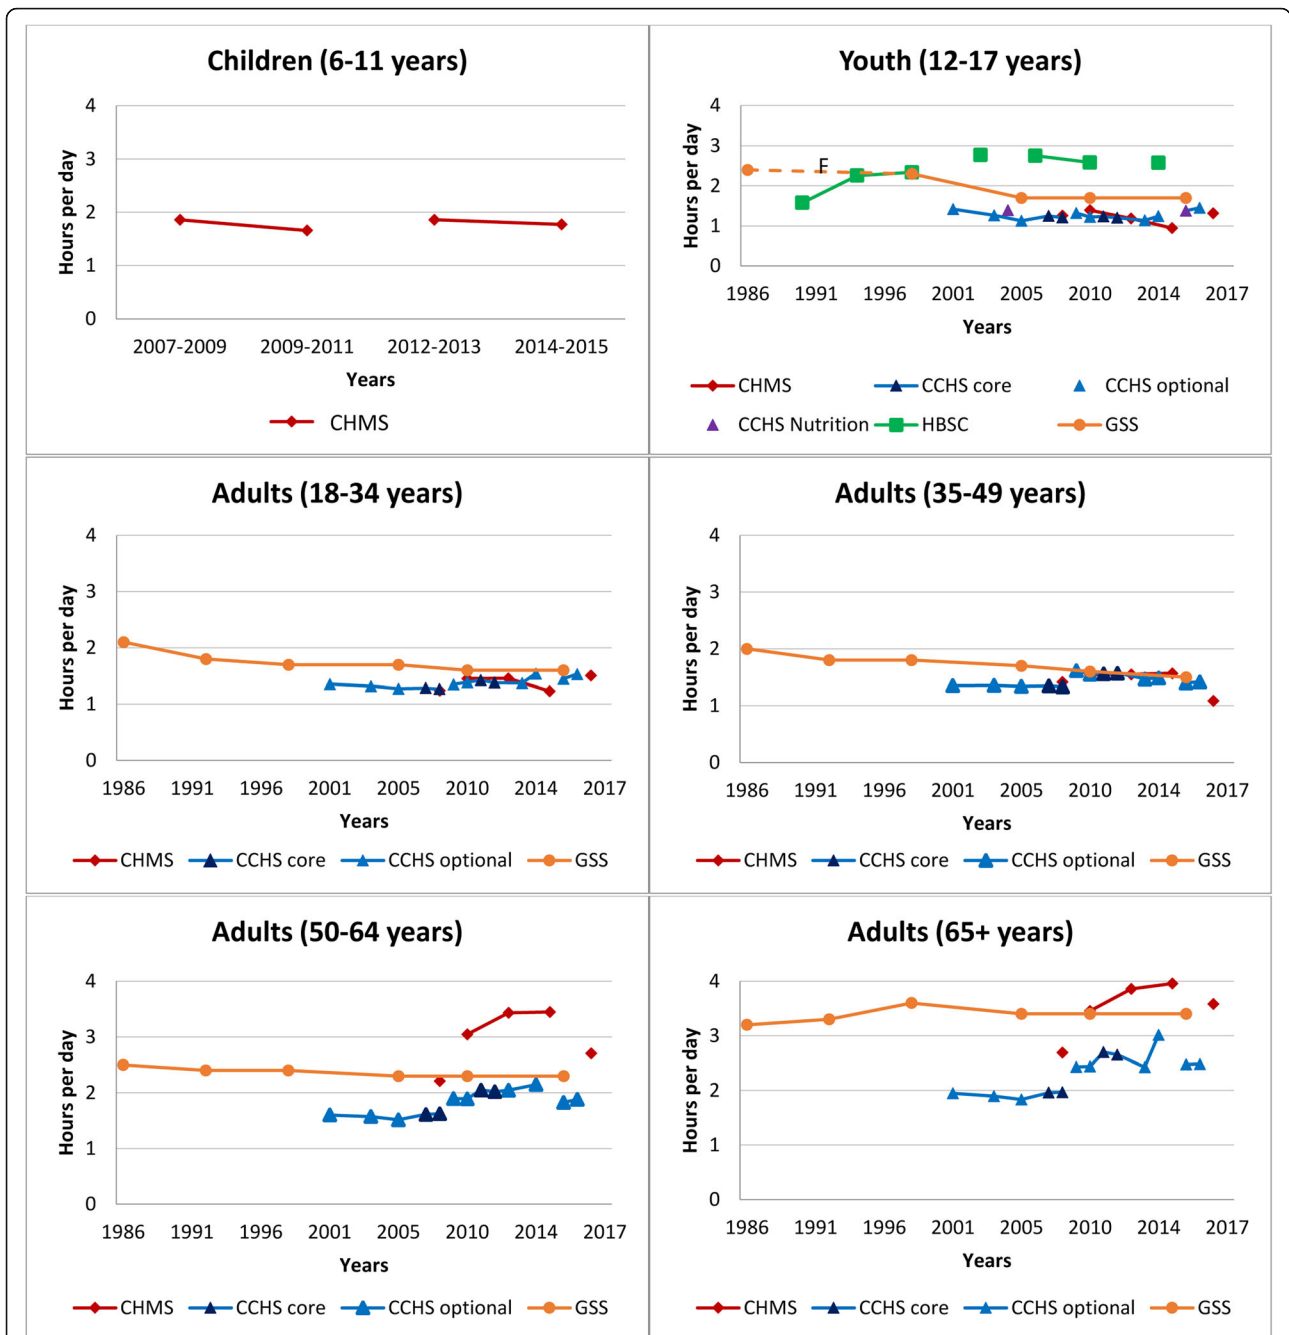 Children (6-11 years)
Hours per day
4
3
2
1
0
2007-2009 2009-2011 2012-2013 2014-2015
Years
CHMS
Youth (12-17 years)
Hours per day
4
3
2
1
0
F
1986 1991 1996 2001 2005 2010 2014 2017
Years
CHMS CCHS core CCHS optional
CCHS Nutrition HBSC GSS
Adults (18-34 years)
Hours per day
4
3
2
1
0
1986 1991 1996 2001 2005 2010 2014 2017
Years
CHMS CCHS core CCHS optional GSS
Adults (35-49 years)
Hours per day
4
3
2
1
0
1986 1991 1996 2001 2005 2010 2014 2017
Years
CHMS CCHS core CCHS optional GSS
Adults (50-64 years)
Hours per day
4
3
2
1
0
1986 1991 1996 2001 2005 2010 2014 2017
Years
CHMS CCHS core CCHS optional GSS
Adults (65+ years)
Hours per day
4
3
2
1
0
1986 1991 1996 2001 2005 2010 2014 2017
Years
CHMS CCHS core CCHS optional GSS